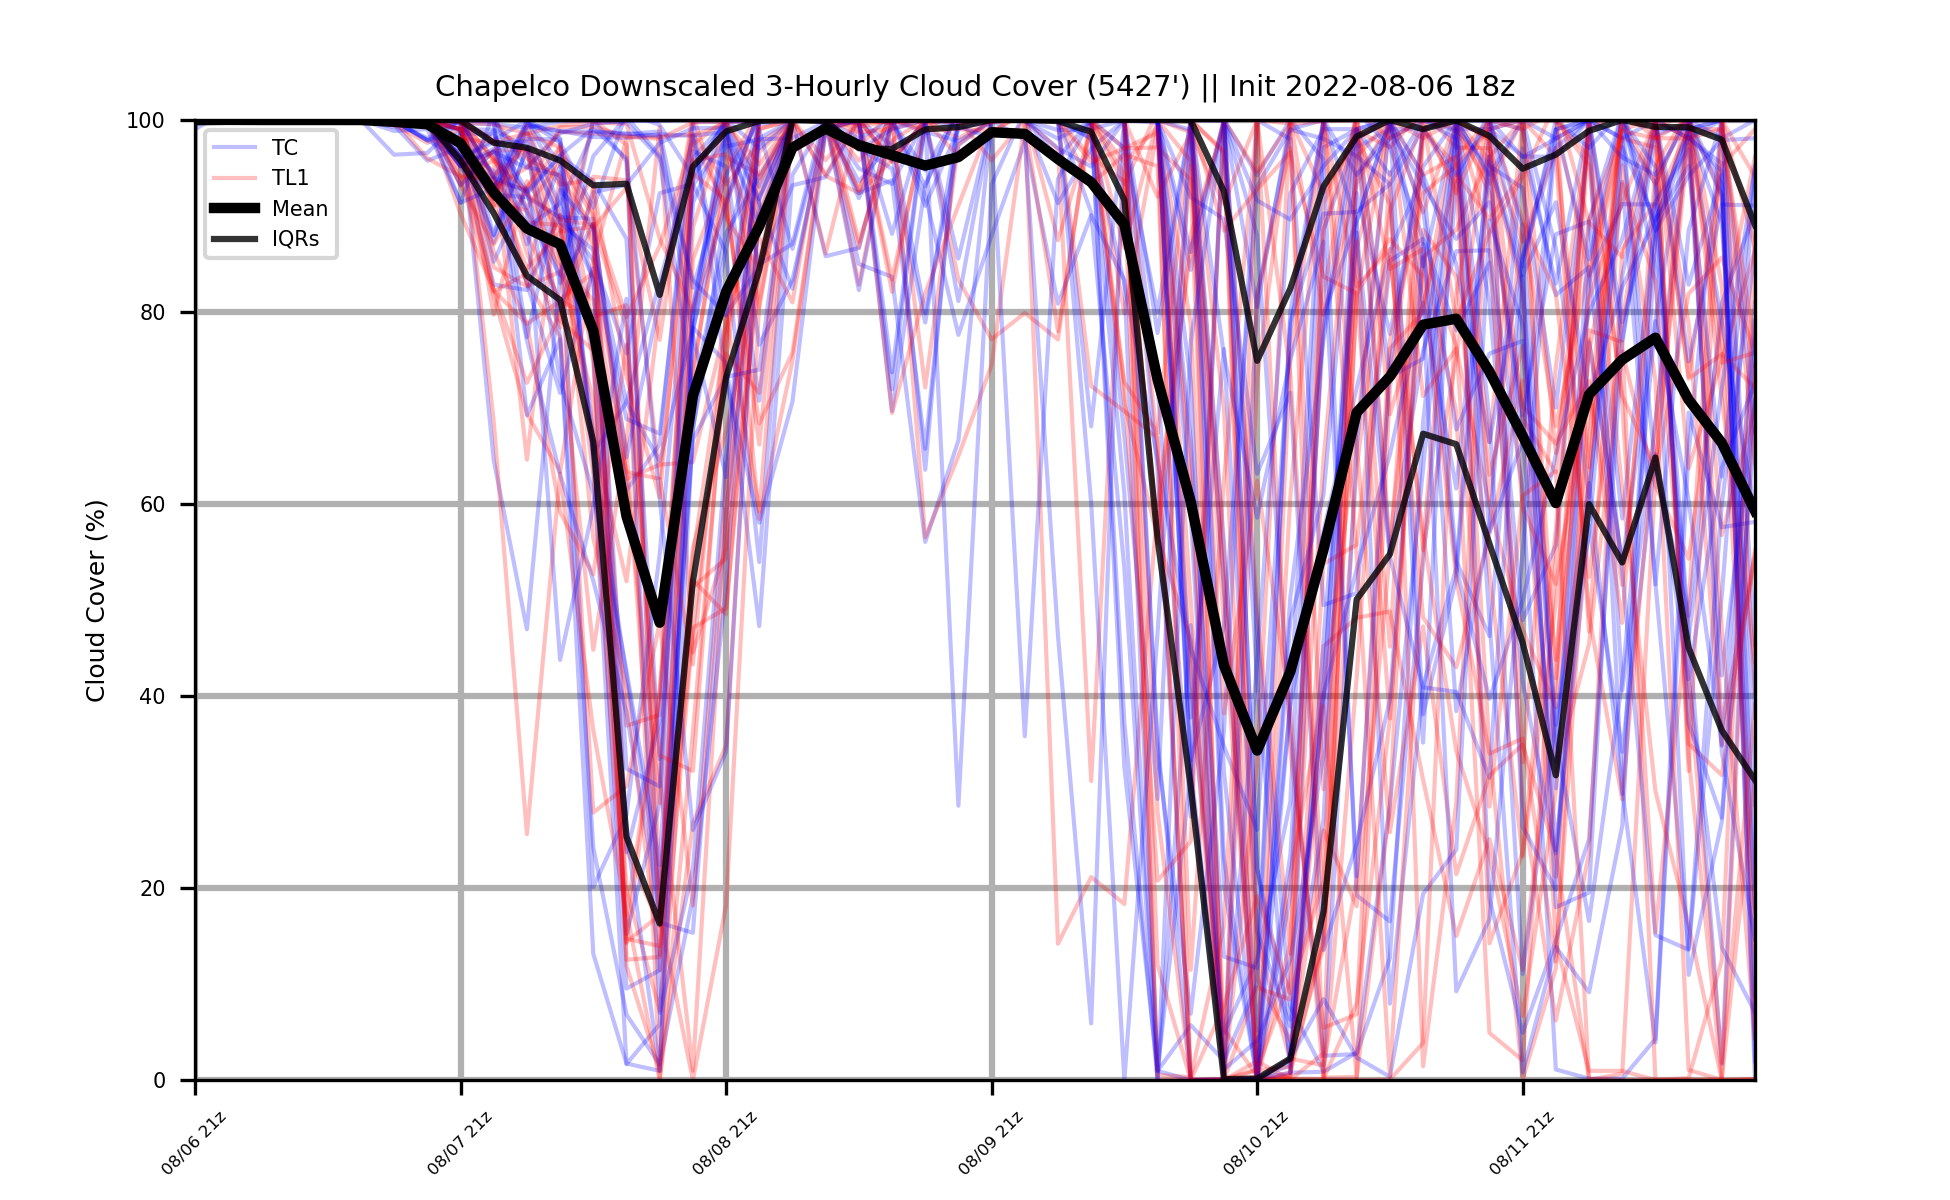 Chapelco Downscaled 3-Hourly Cloud Cover (5427') || Init 2022-08-06 18z
Cloud Cover (%)
100
80
60
40
20
0
TC
TL1
Mean
IQRs
08/06 21z
08/07 21z
08/08 21z
08/09 21z
08/10 21z
08/11 21z